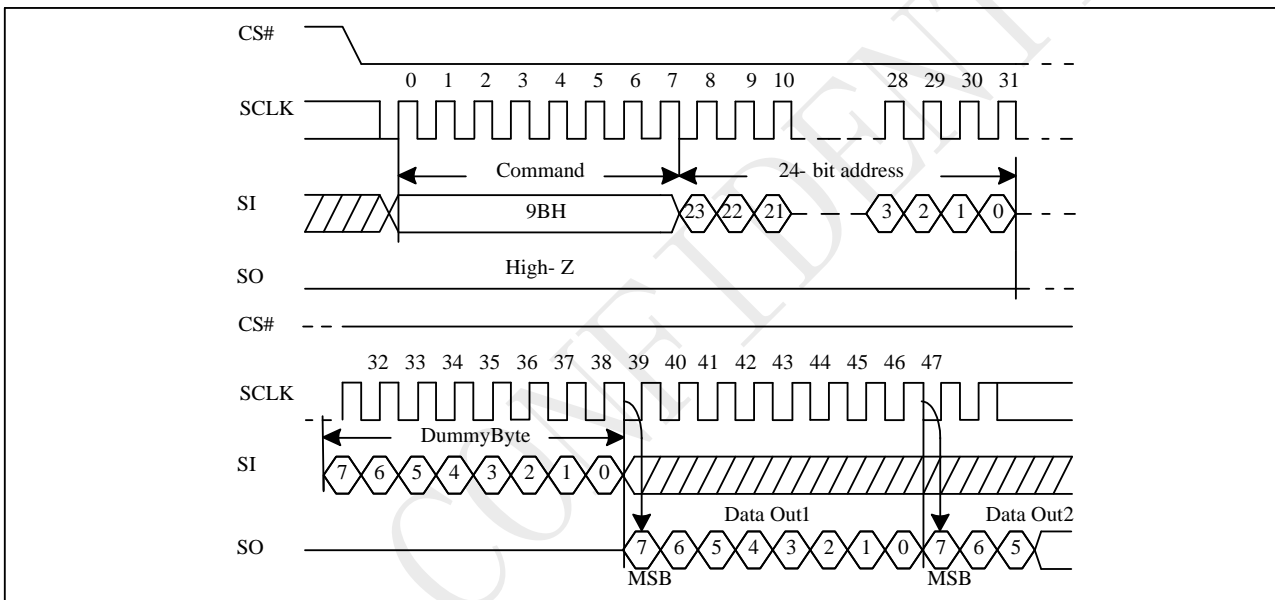 CS#
0 1 2 3 4 5 6 7 8 9 10 28 29 30 31
SCLK
Command 24- bit address
SI 9BH 23 22 21 3 2 1 0
High- Z
SO
CS#
32 33 34 35 36 37 38 39 40 41 42 43 44 45 46 47
SCLK
DummyByte
SI 7 6 5 4 3 2 1 0
Data Out1 Data Out2
SO 7 6 5 4 3 2 1 0 7 6 5
MSB MSB
CONFIDENT